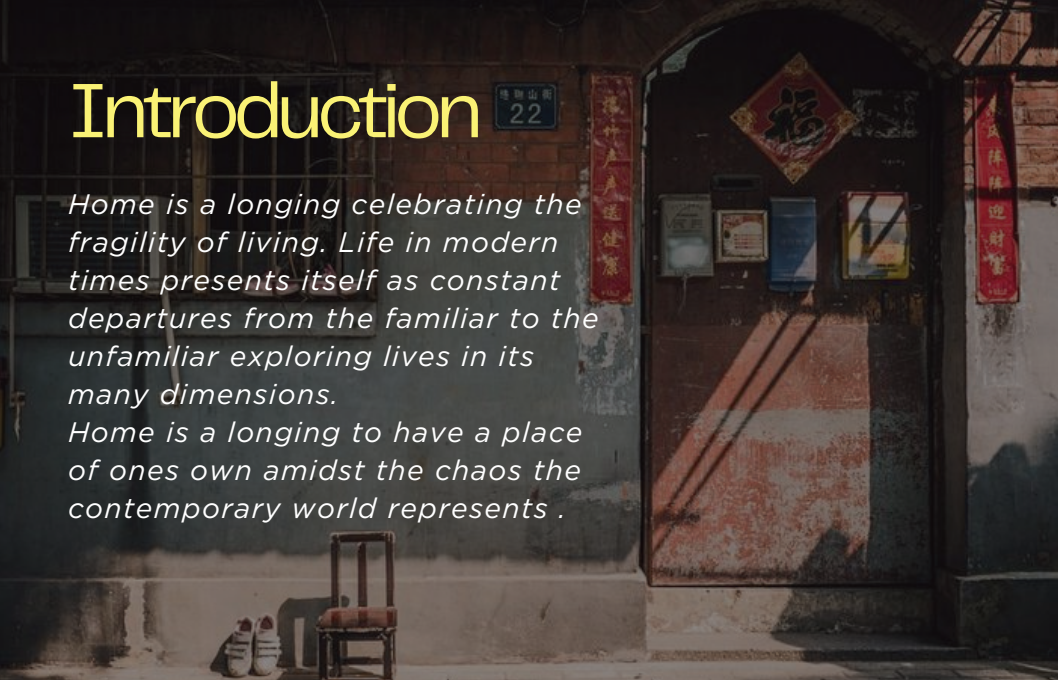 Introduction
22
福
Home is a longing celebrating the
fragility of living. Life in modern
times presents itself as constant
departures from the familiar to the
unfamiliar exploring lives in its
many dimensions.
Home is a longing to have a place
of ones own amidst the chaos the
contemporary world represents .